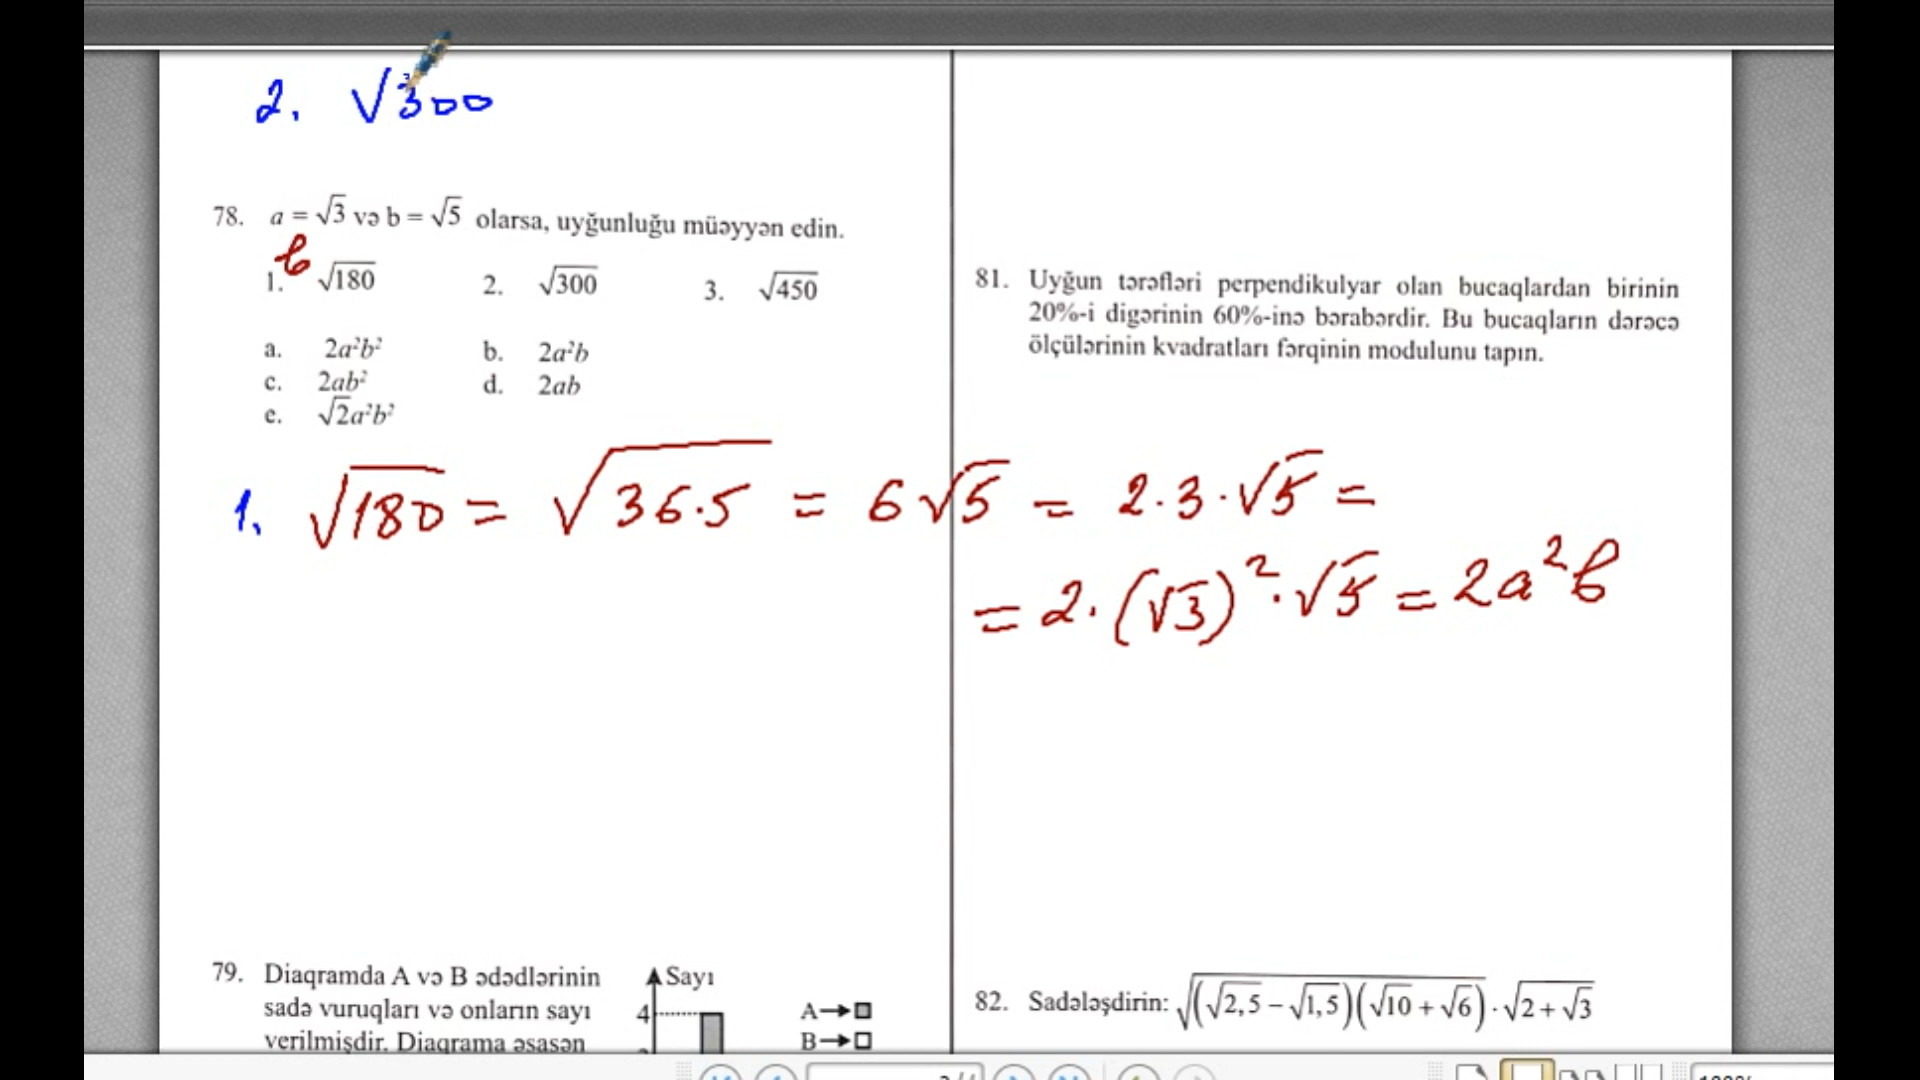 2. √300
78. a = √3 və b = √5 olarsa, uyğunluğu müəyyən edin.
b
1. √180 2. √300 3. √450
a. 2a²b² b. 2a²b
c. 2ab² d. 2ab
e. √2a²b²
1. √180 = √36·5 = 6√5 = 2·3·√5 =
= 2·(√3)²·√5 = 2a²b
79. Diaqramda A və B ədədlərinin
sadə vuruqları və onların sayı
verilmişdir. Diaqrama əsasən
Sayı
4
A→
B→
81. Uyğun tərəfləri perpendikulyar olan bucaqlardan birinin
20%-i digərinin 60%-inə bərabərdir. Bu bucaqların dərəcə
ölçülərinin kvadratları fərqinin modulunu tapın.
82. Sadələşdirin: √((√2,5 − √1,5)(√10 + √6)) · √(2 + √3)